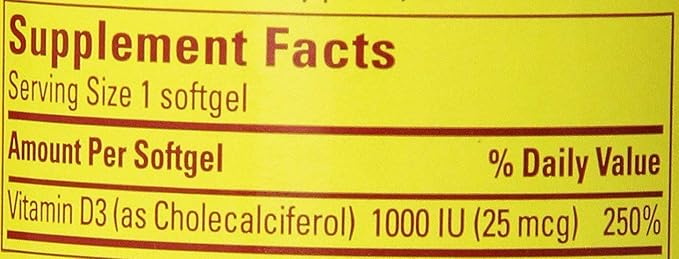 Supplement Facts
Serving Size 1 softgel
Amount Per Softgel % Daily Value
Vitamin D3 (as Cholecalciferol) 1000 IU (25 mcg) 250%